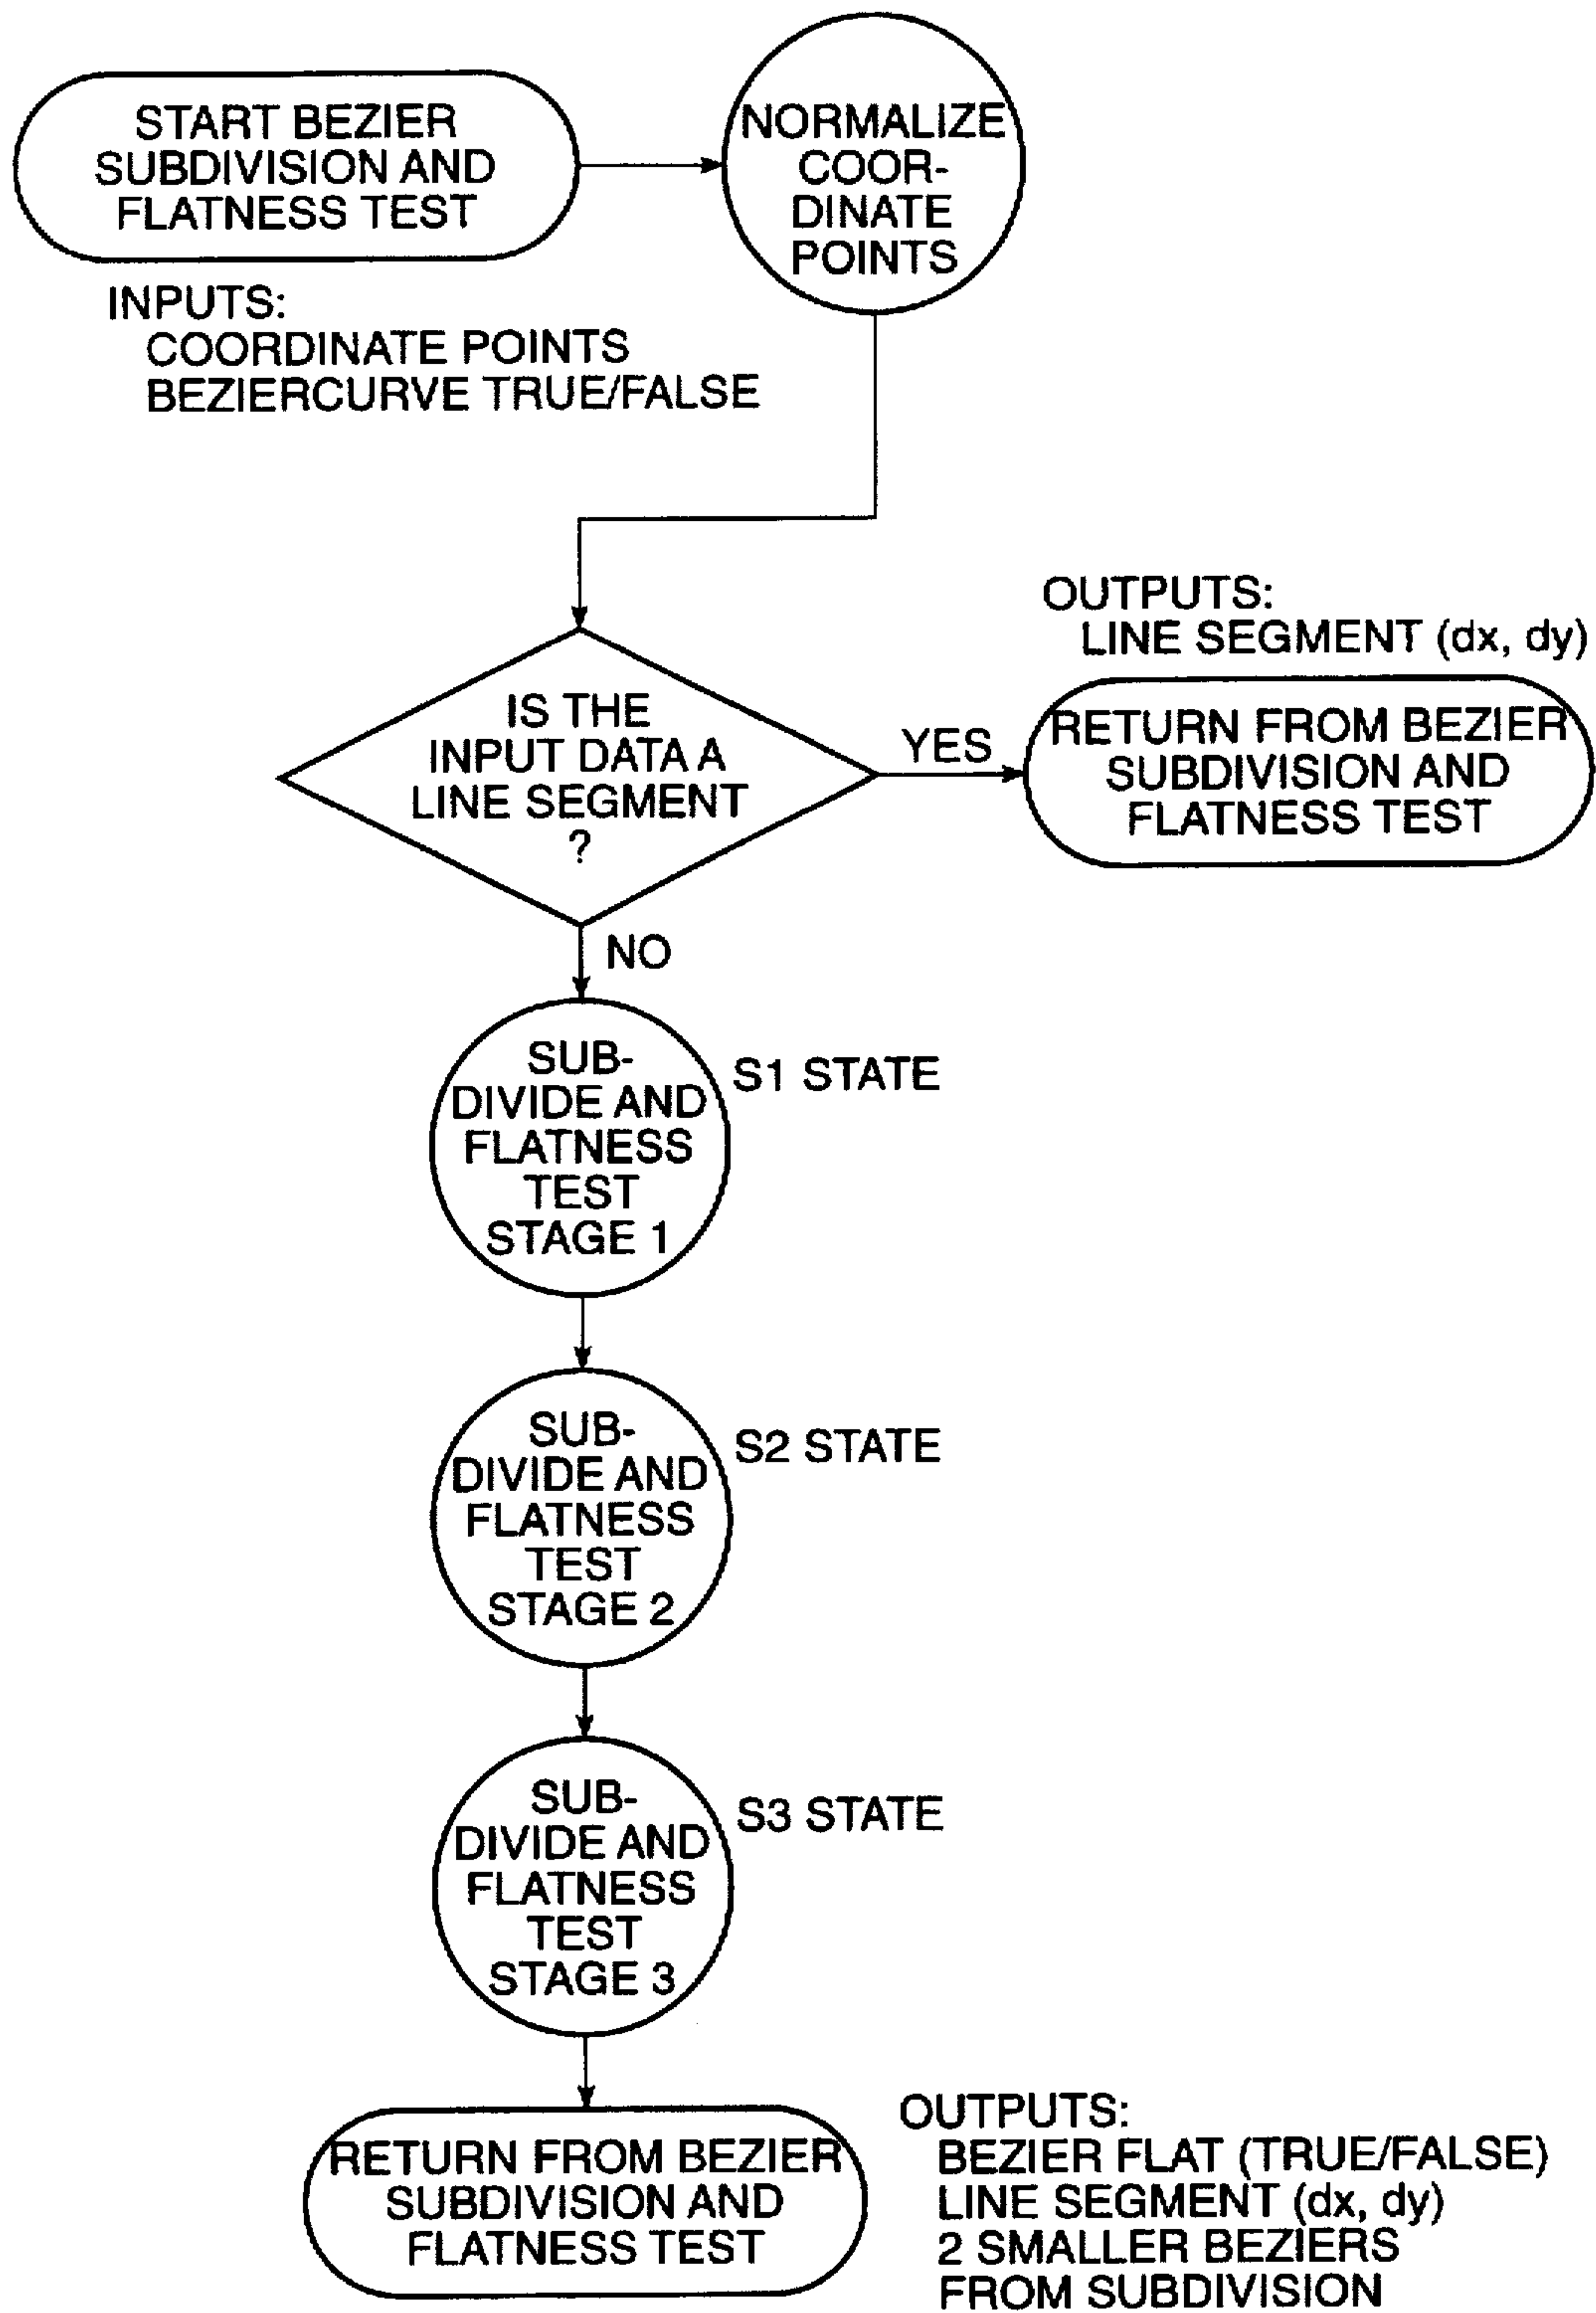 START BEZIER
SUBDIVISION AND
FLATNESS TEST
INPUTS:
COORDINATE POINTS
BEZIERCURVE TRUE/FALSE
NORMALIZE
COOR-
DINATE
POINTS
IS THE
INPUT DATA A
LINE SEGMENT
?
YES
OUTPUTS:
LINE SEGMENT (dx, dy)
RETURN FROM BEZIER
SUBDIVISION AND
FLATNESS TEST
NO
SUB-
DIVIDE AND
FLATNESS
TEST
STAGE 1
S1 STATE
SUB-
DIVIDE AND
FLATNESS
TEST
STAGE 2
S2 STATE
SUB-
DIVIDE AND
FLATNESS
TEST
STAGE 3
S3 STATE
RETURN FROM BEZIER
SUBDIVISION AND
FLATNESS TEST
OUTPUTS:
BEZIER FLAT (TRUE/FALSE)
LINE SEGMENT (dx, dy)
2 SMALLER BEZIERS
FROM SUBDIVISION